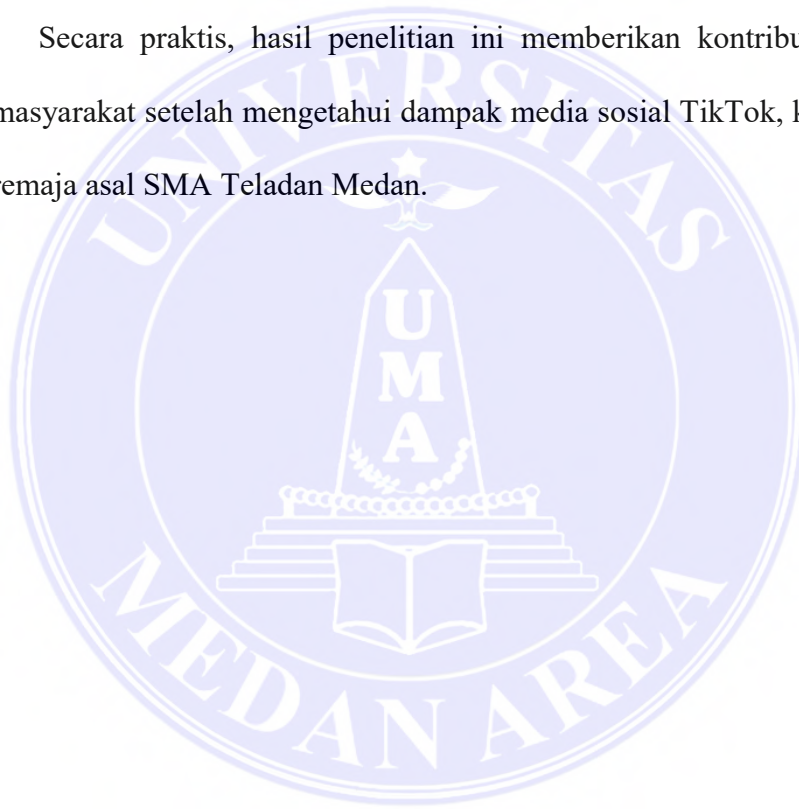 Secara praktis, hasil penelitian ini memberikan kontribu
masyarakat setelah mengetahui dampak media sosial TikTok, k
remaja asal SMA Teladan Medan.
UNIVERSITAS
U
M
A
MEDAN AREA